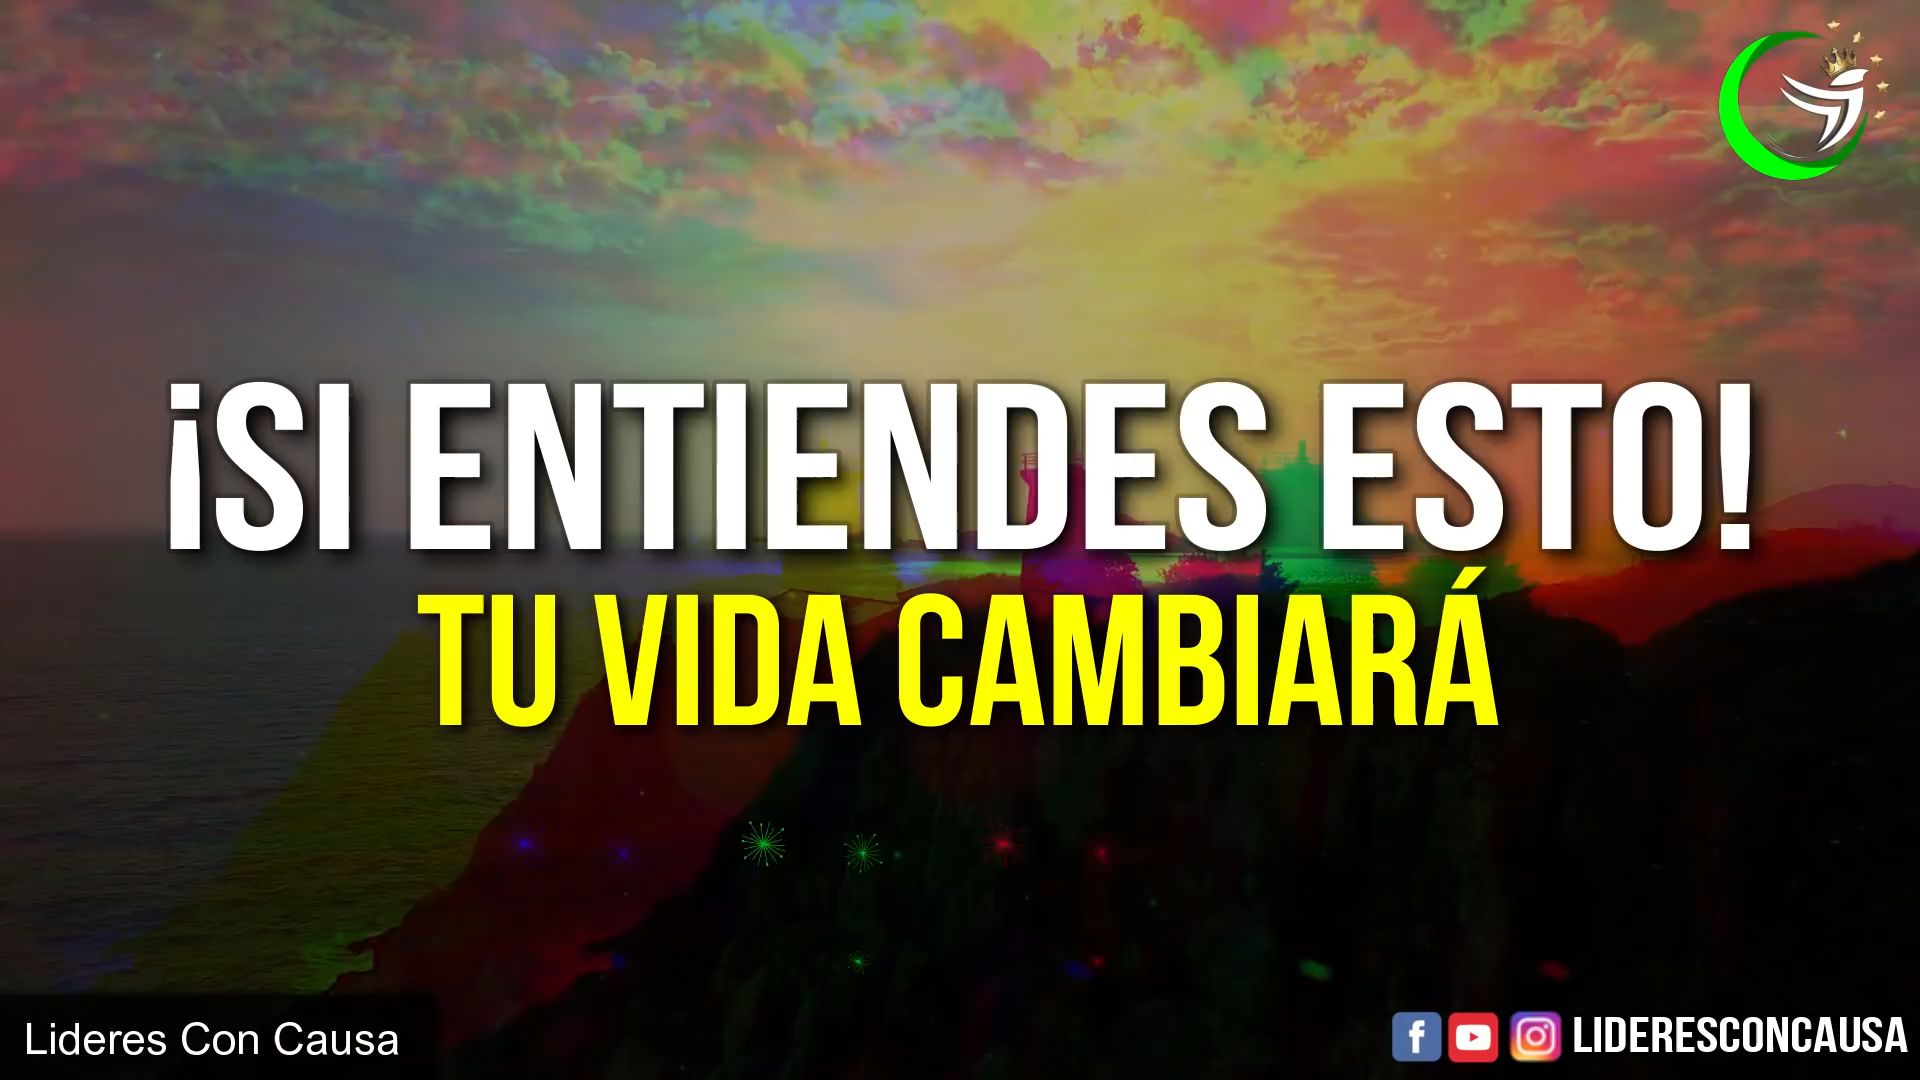 ¡SI ENTIENDES ESTO!
TU VIDA CAMBIARÁ
Lideres Con Causa
LIDERESCONCAUSA